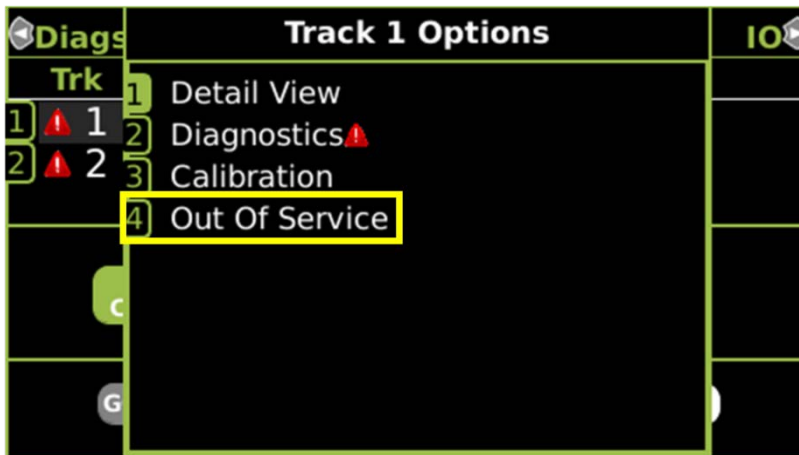 Diags
Track 1 Options
IO
Trk
1 Detail View
1 1
2 Diagnostics
2 2
3 Calibration
4 Out Of Service
C
G